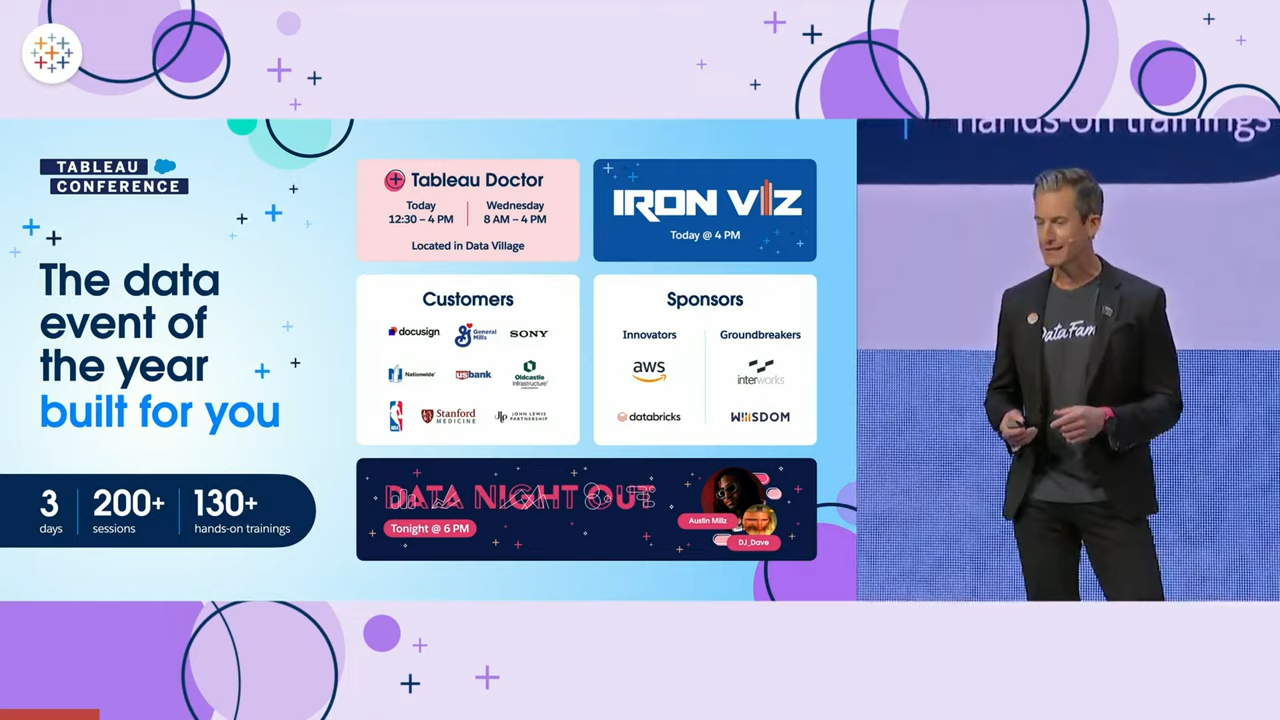 TABLEAU
CONFERENCE
The data
event of
the year
built for you
3
days
200+
sessions
130+
hands-on trainings
Tableau Doctor
Today
12:30 – 4 PM
Wednesday
8 AM – 4 PM
Located in Data Village
IRON VIZ
Today @ 4 PM
Customers
docusign
General
Mills
SONY
Nationwide
usbank
Oldcastle
Infrastructure
NBA
Stanford
MEDICINE
JLP
JOHN LEWIS
PARTNERSHIP
Sponsors
Innovators
aws
databricks
Groundbreakers
interworks
WIIISDOM
DATA NIGHT OUT
Tonight @ 6 PM
Austin Millz
DJ_Dave
hands-on trainings
DataFam